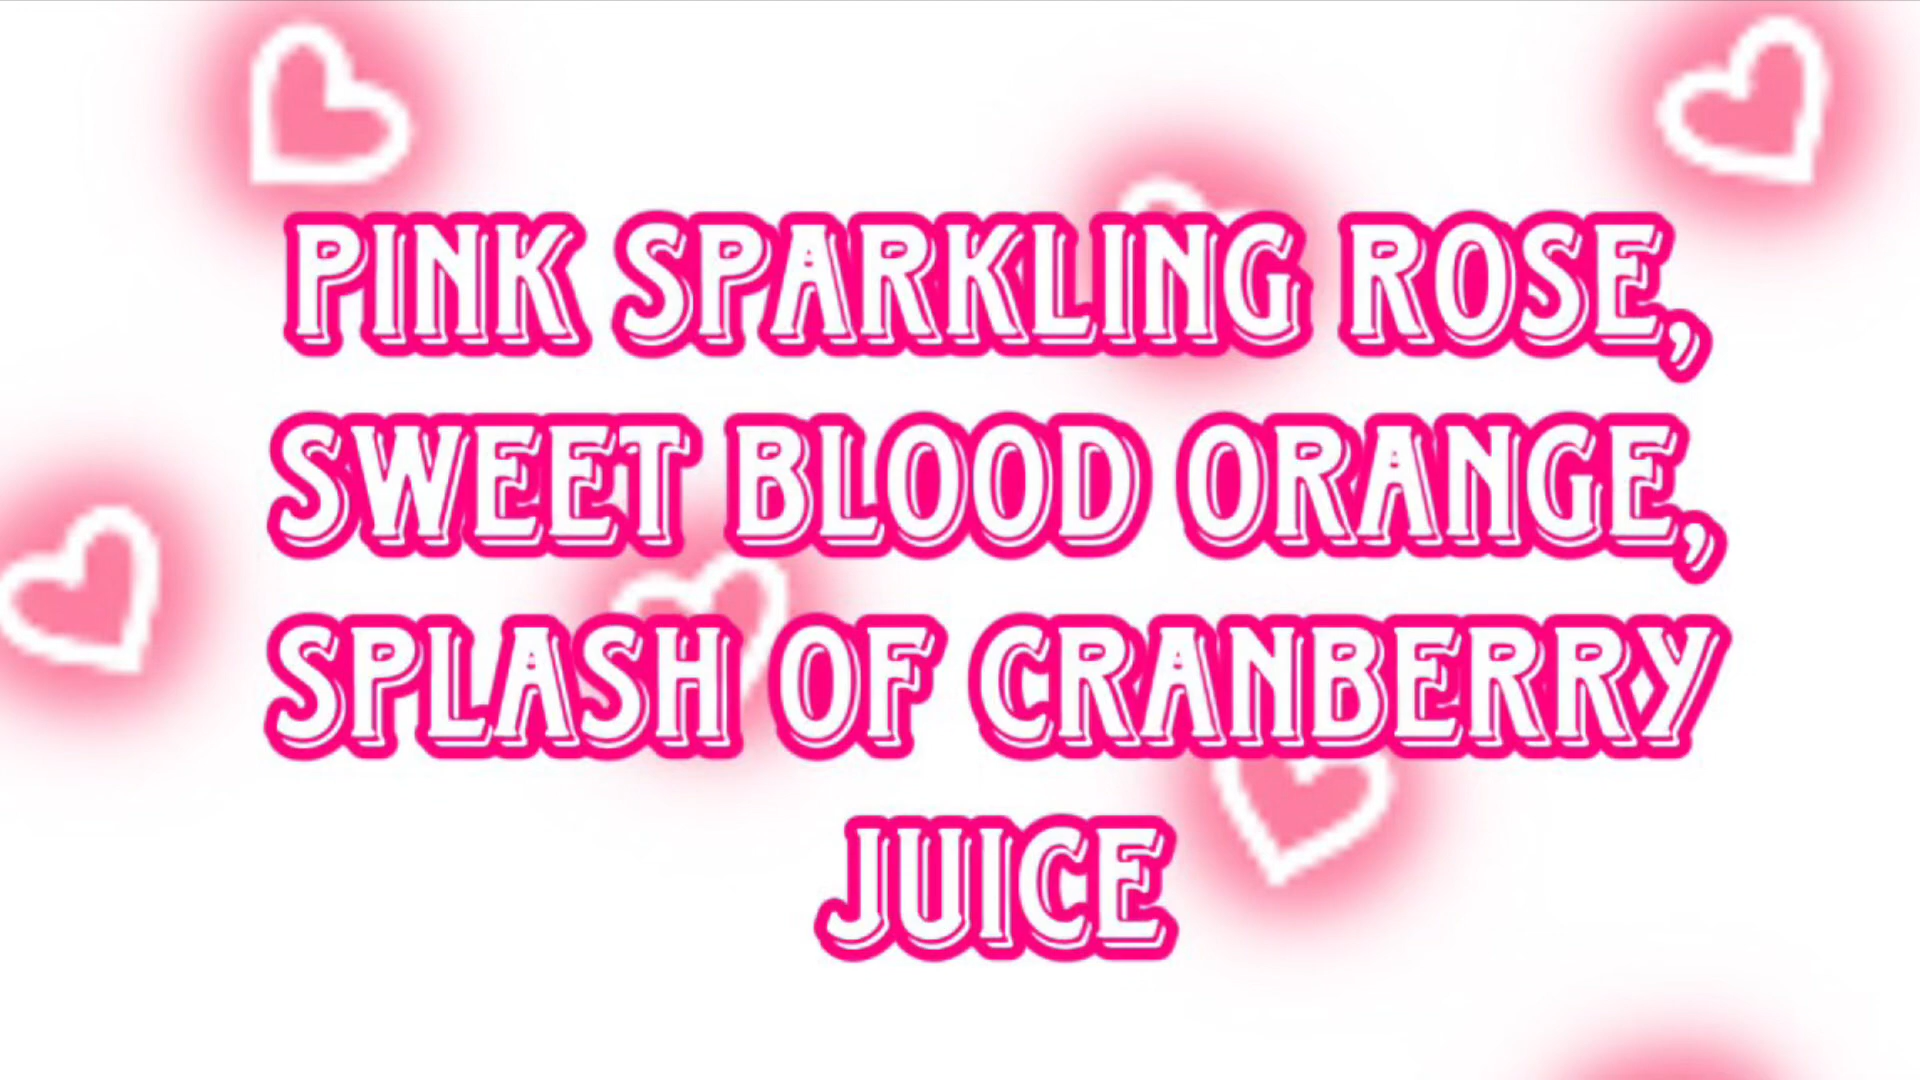 PINK SPARKLING ROSE,
SWEET BLOOD ORANGE,
SPLASH OF CRANBERRY
JUICE